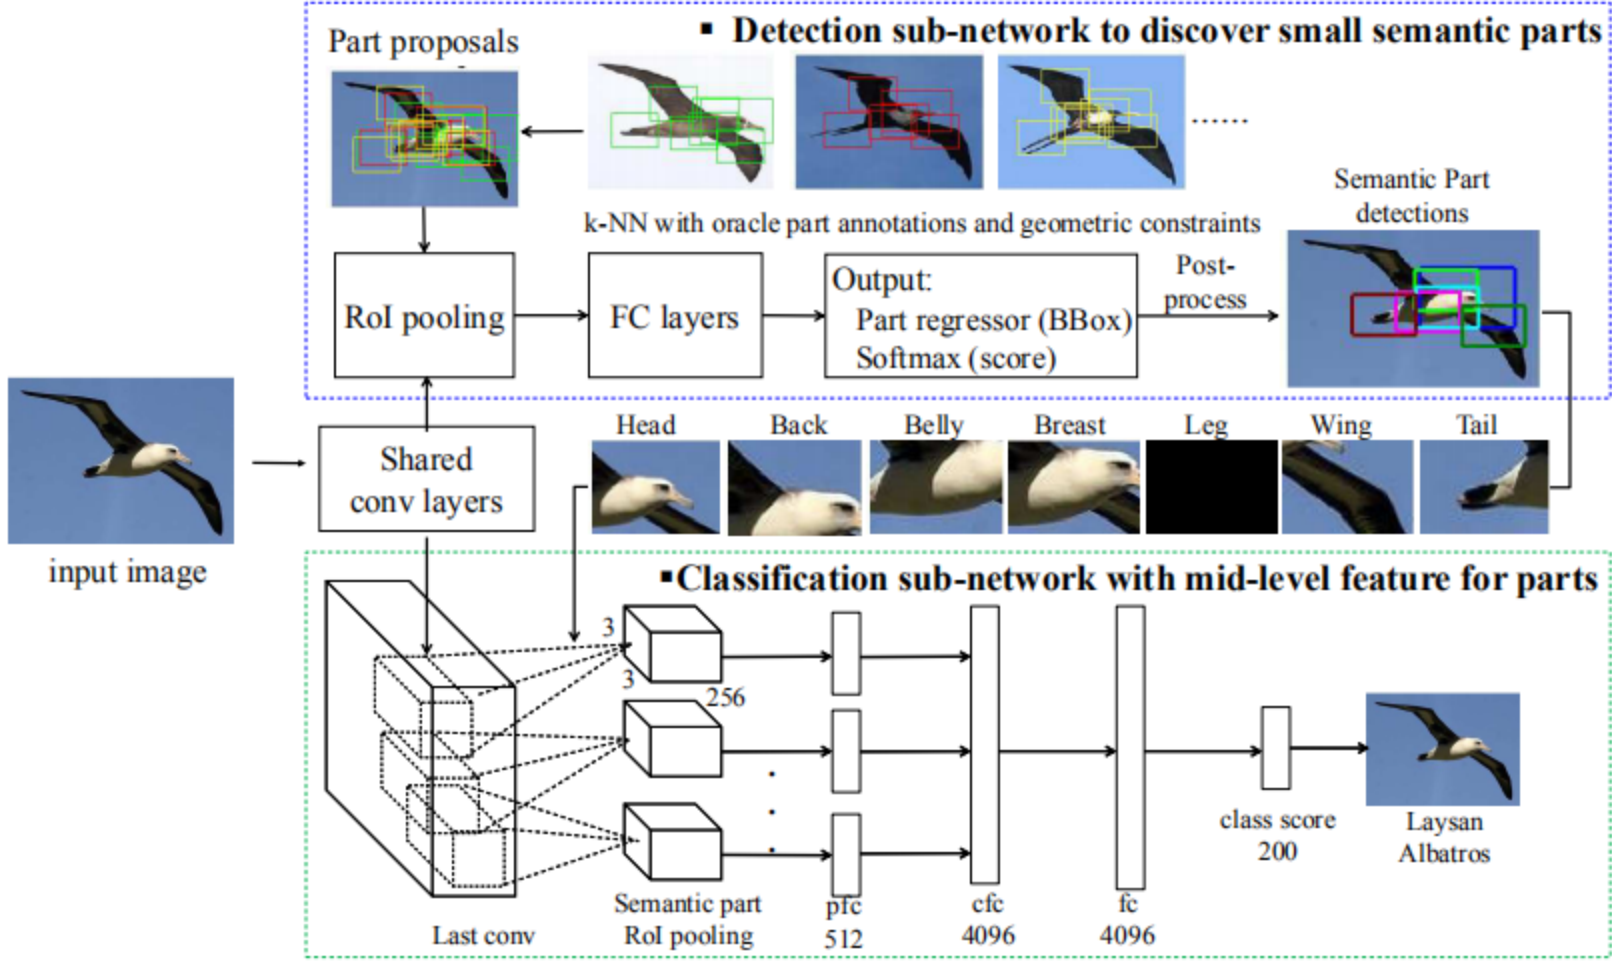 ▪ Detection sub-network to discover small semantic parts
Part proposals
......
k-NN with oracle part annotations and geometric constraints
Semantic Part
detections
RoI pooling
FC layers
Output:
Part regressor (BBox)
Softmax (score)
Post-
process
input image
Shared
conv layers
Head Back Belly Breast Leg Wing Tail
▪Classification sub-network with mid-level feature for parts
3
3
256
Last conv
Semantic part
RoI pooling
pfc
512
cfc
4096
fc
4096
class score
200
Laysan
Albatros